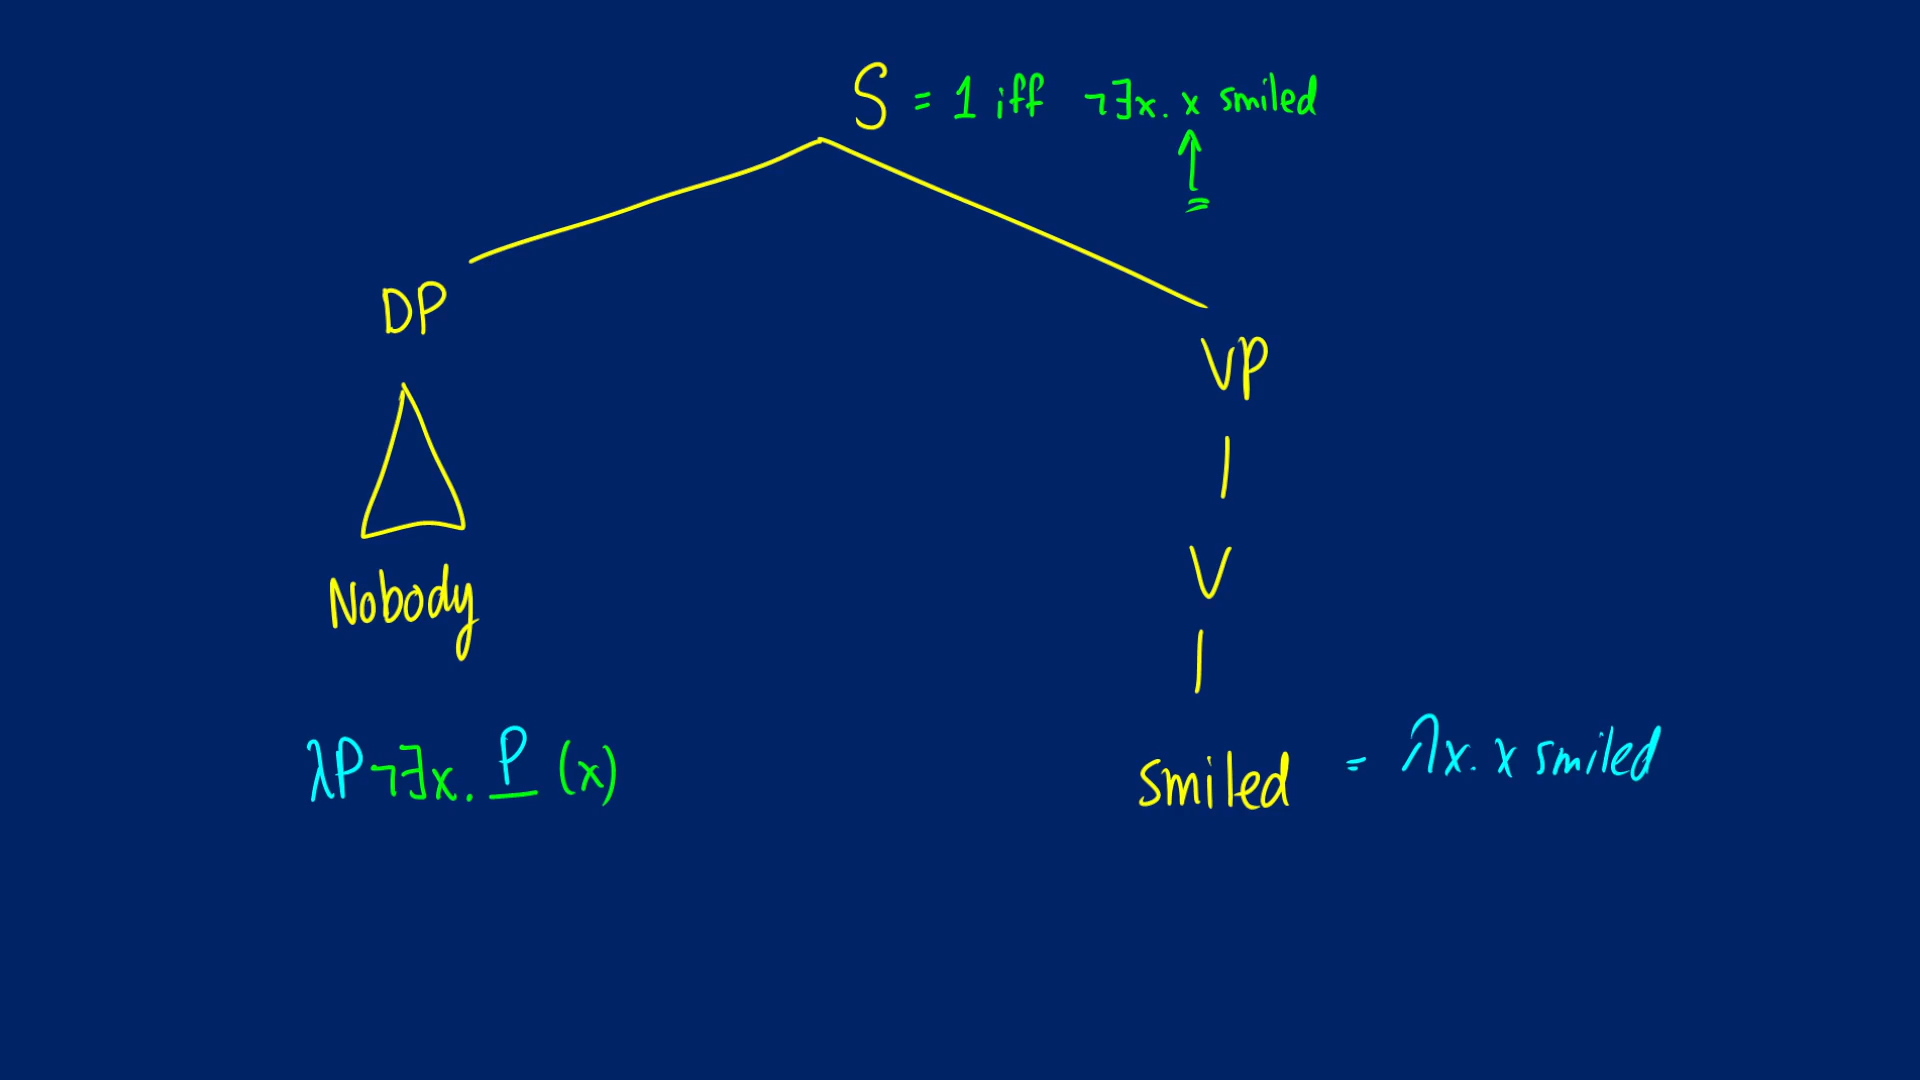 S = 1 iff ¬∃x. x smiled
DP
VP
V
Nobody
λP¬∃x. P (x)
smiled = λx. x smiled